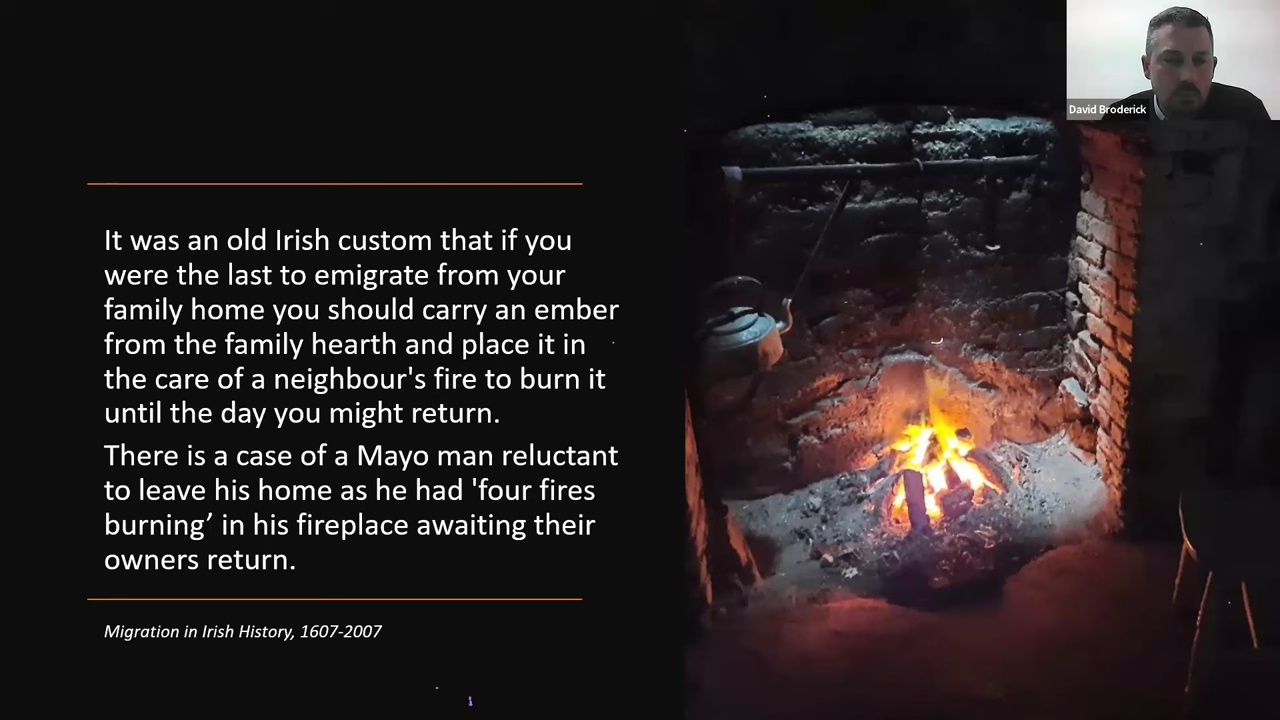 David Broderick
It was an old Irish custom that if you
were the last to emigrate from your
family home you should carry an ember
from the family hearth and place it in
the care of a neighbour's fire to burn it
until the day you might return.
There is a case of a Mayo man reluctant
to leave his home as he had 'four fires
burning’ in his fireplace awaiting their
owners return.
Migration in Irish History, 1607-2007